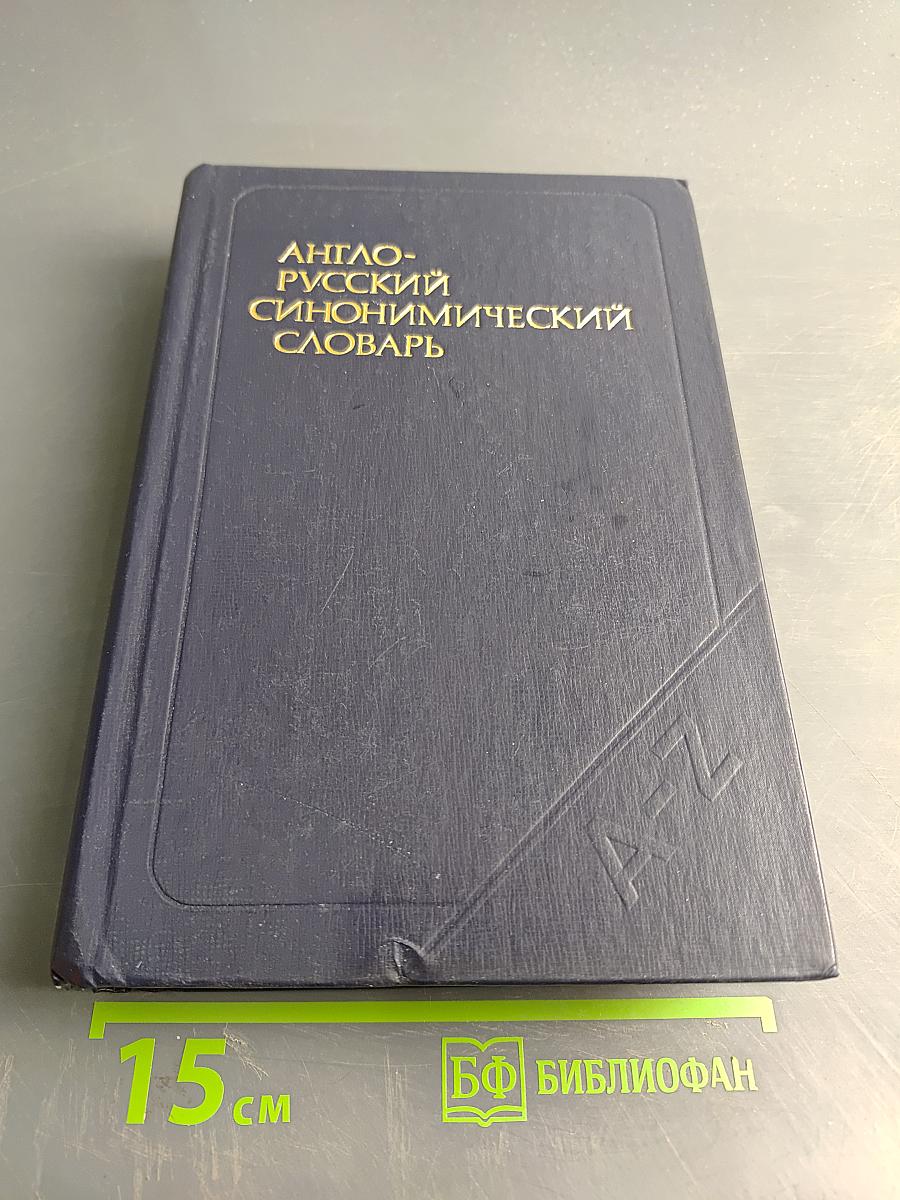 АНГЛО-
РУССКИЙ
СИНОНИМИЧЕСКИЙ
СЛОВАРЬ
A-Z
15 см
БФ БИБЛИОФАН